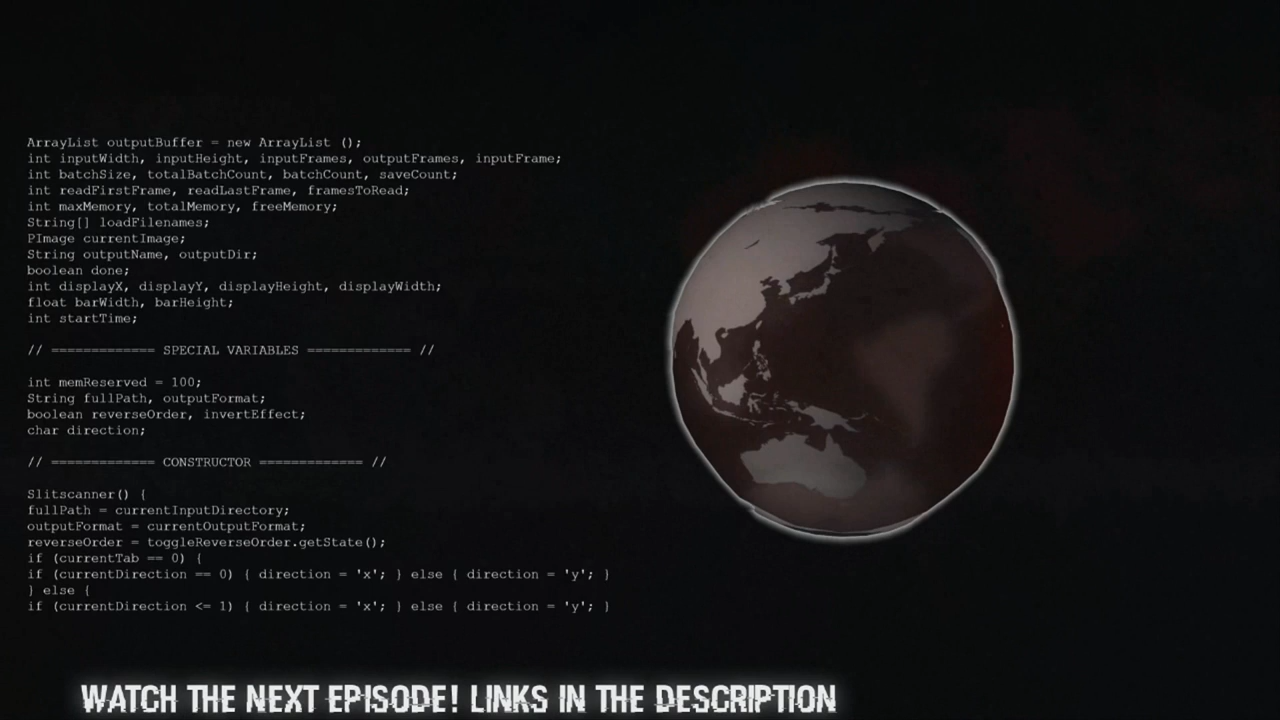 ArrayList outputBuffer = new ArrayList ();
int inputWidth, inputHeight, inputFrames, outputFrames, inputFrame;
int batchSize, totalBatchCount, batchCount, saveCount;
int readFirstFrame, readLastFrame, framesToRead;
int maxMemory, totalMemory, freeMemory;
String[] loadFilenames;
PImage currentImage;
String outputName, outputDir;
boolean done;
int displayX, displayY, displayHeight, displayWidth;
float barWidth, barHeight;
int startTime;
// ============= SPECIAL VARIABLES ============= //
int memReserved = 100;
String fullPath, outputFormat;
boolean reverseOrder, invertEffect;
char direction;
// ============= CONSTRUCTOR ============= //
Slitscanner() {
fullPath = currentInputDirectory;
outputFormat = currentOutputFormat;
reverseOrder = toggleReverseOrder.getState();
if (currentTab == 0) {
if (currentDirection == 0) { direction = 'x'; } else { direction = 'y'; }
} else {
if (currentDirection <= 1) { direction = 'x'; } else { direction = 'y'; }
WATCH THE NEXT EPISODE! LINKS IN THE DESCRIPTION